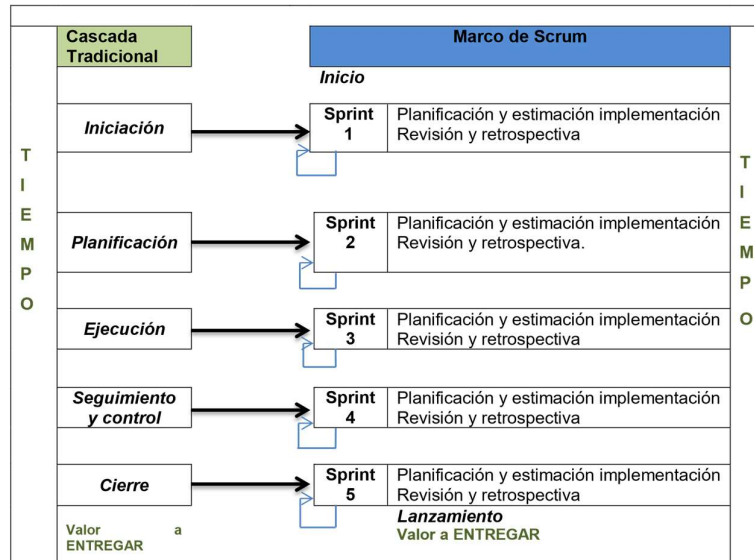 Cascada
Tradicional
Marco de Scrum
Inicio
Iniciación
Sprint
1
Planificación y estimación implementación
Revisión y retrospectiva
Planificación
Sprint
2
Planificación y estimación implementación
Revisión y retrospectiva.
Ejecución
Sprint
3
Planificación y estimación implementación
Revisión y retrospectiva
Seguimiento
y control
Sprint
4
Planificación y estimación implementación
Revisión y retrospectiva
Cierre
Sprint
5
Planificación y estimación implementación
Revisión y retrospectiva
Valor a
ENTREGAR
Lanzamiento
Valor a ENTREGAR
T
I
E
M
P
O
T
I
E
M
P
O